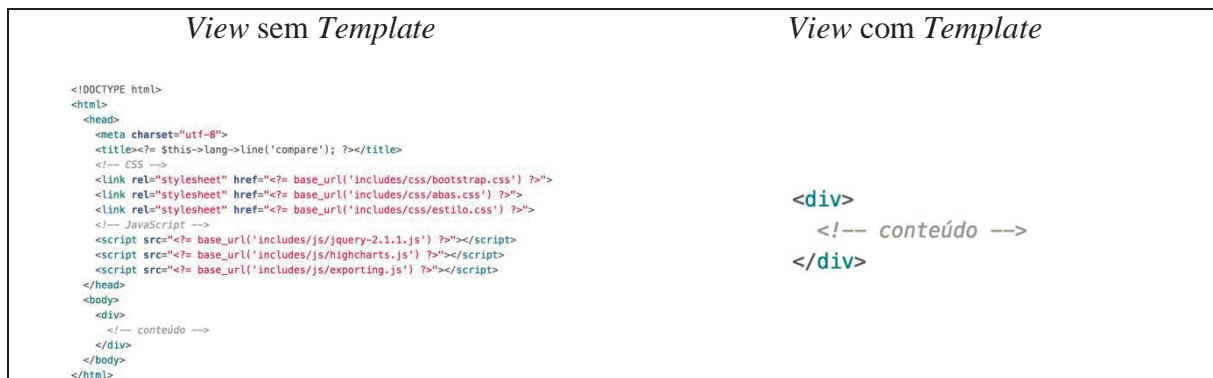 View sem Template
<!DOCTYPE html>
<html>
<head>
<meta charset="utf-8">
<title><?= $this->lang->line('compare'); ?></title>
<!-- CSS -->
<link rel="stylesheet" href="<?= base_url('includes/css/bootstrap.css') ?>">
<link rel="stylesheet" href="<?= base_url('includes/css/abas.css') ?>">
<link rel="stylesheet" href="<?= base_url('includes/css/estilo.css') ?>">
<!-- JavaScript -->
<script src="<?= base_url('includes/js/jquery-2.1.1.js') ?>"></script>
<script src="<?= base_url('includes/js/highcharts.js') ?>"></script>
<script src="<?= base_url('includes/js/exporting.js') ?>"></script>
</head>
<body>
<div>
<!-- conteúdo -->
</div>
</body>
</html>
View com Template
<div>
<!-- conteúdo -->
</div>